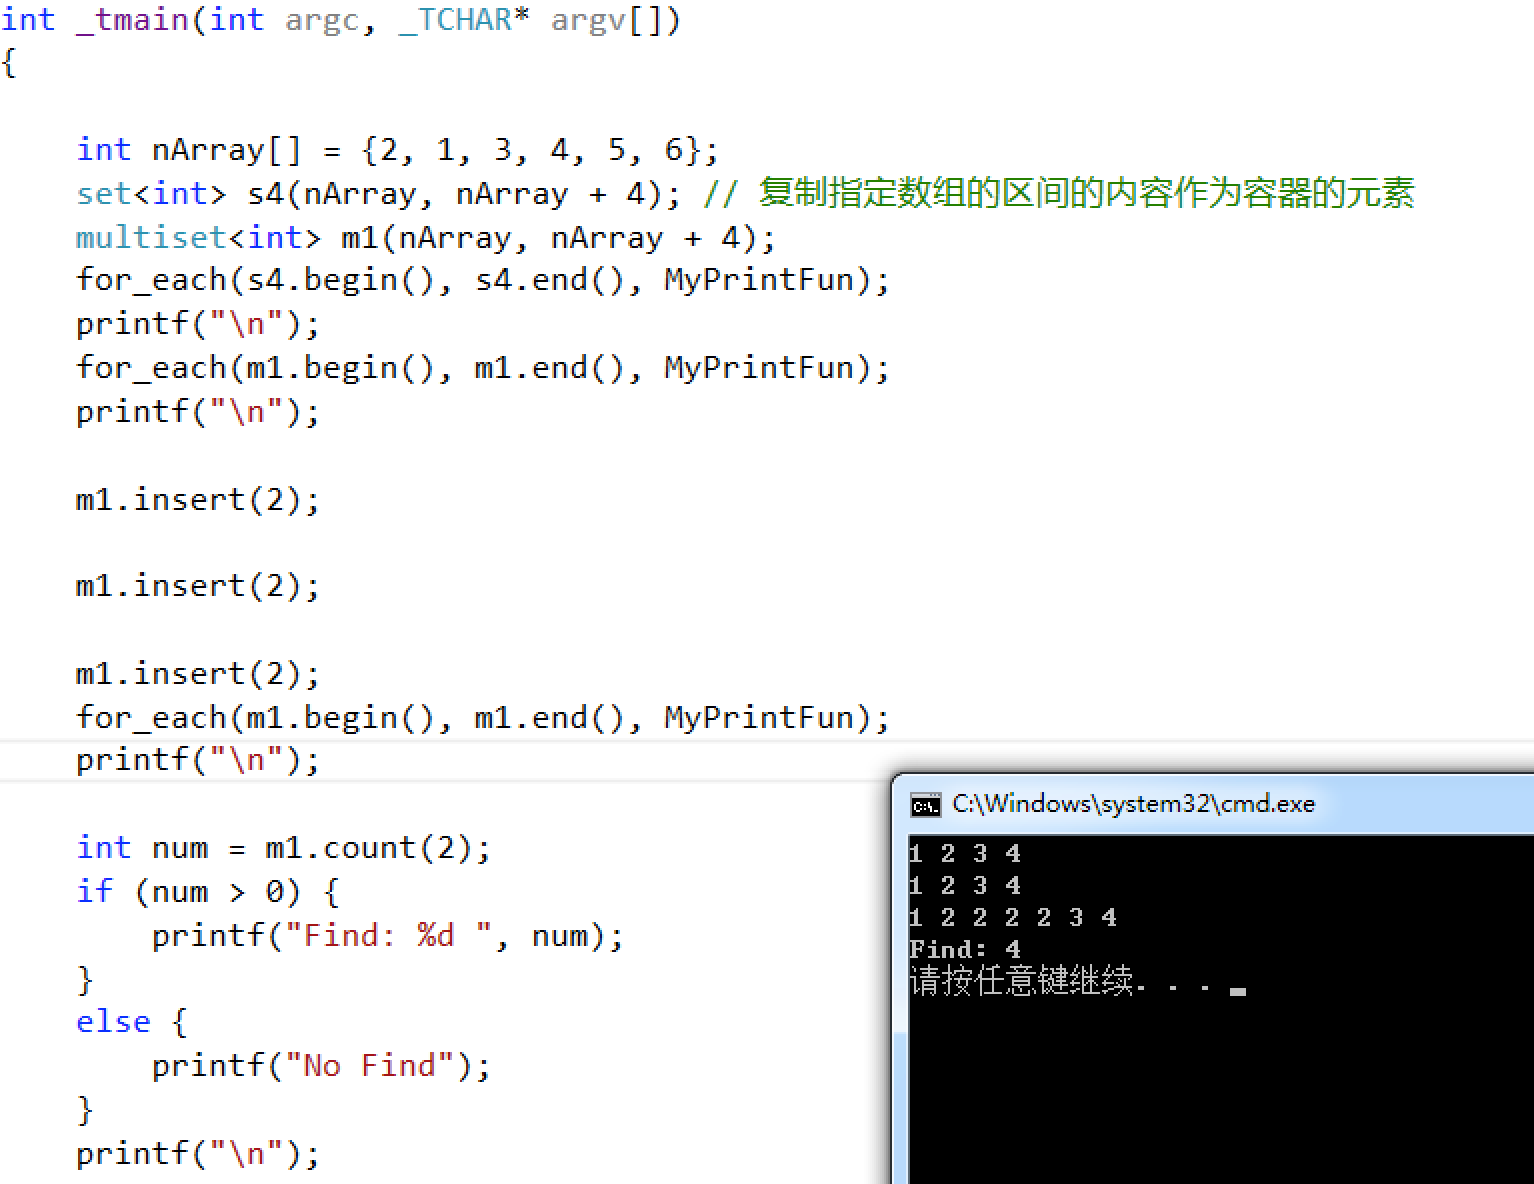 int _tmain(int argc, _TCHAR* argv[])
{
int nArray[] = {2, 1, 3, 4, 5, 6};
set<int> s4(nArray, nArray + 4); // 复制指定数组的区间的内容作为容器的元素
multiset<int> m1(nArray, nArray + 4);
for_each(s4.begin(), s4.end(), MyPrintFun);
printf("\n");
for_each(m1.begin(), m1.end(), MyPrintFun);
printf("\n");
m1.insert(2);
m1.insert(2);
m1.insert(2);
for_each(m1.begin(), m1.end(), MyPrintFun);
printf("\n");
int num = m1.count(2);
if (num > 0) {
printf("Find: %d ", num);
}
else {
printf("No Find");
}
printf("\n");
C:\Windows\system32\cmd.exe
1 2 3 4
1 2 3 4
1 2 2 2 2 3 4
Find: 4
请按任意键继续. . .